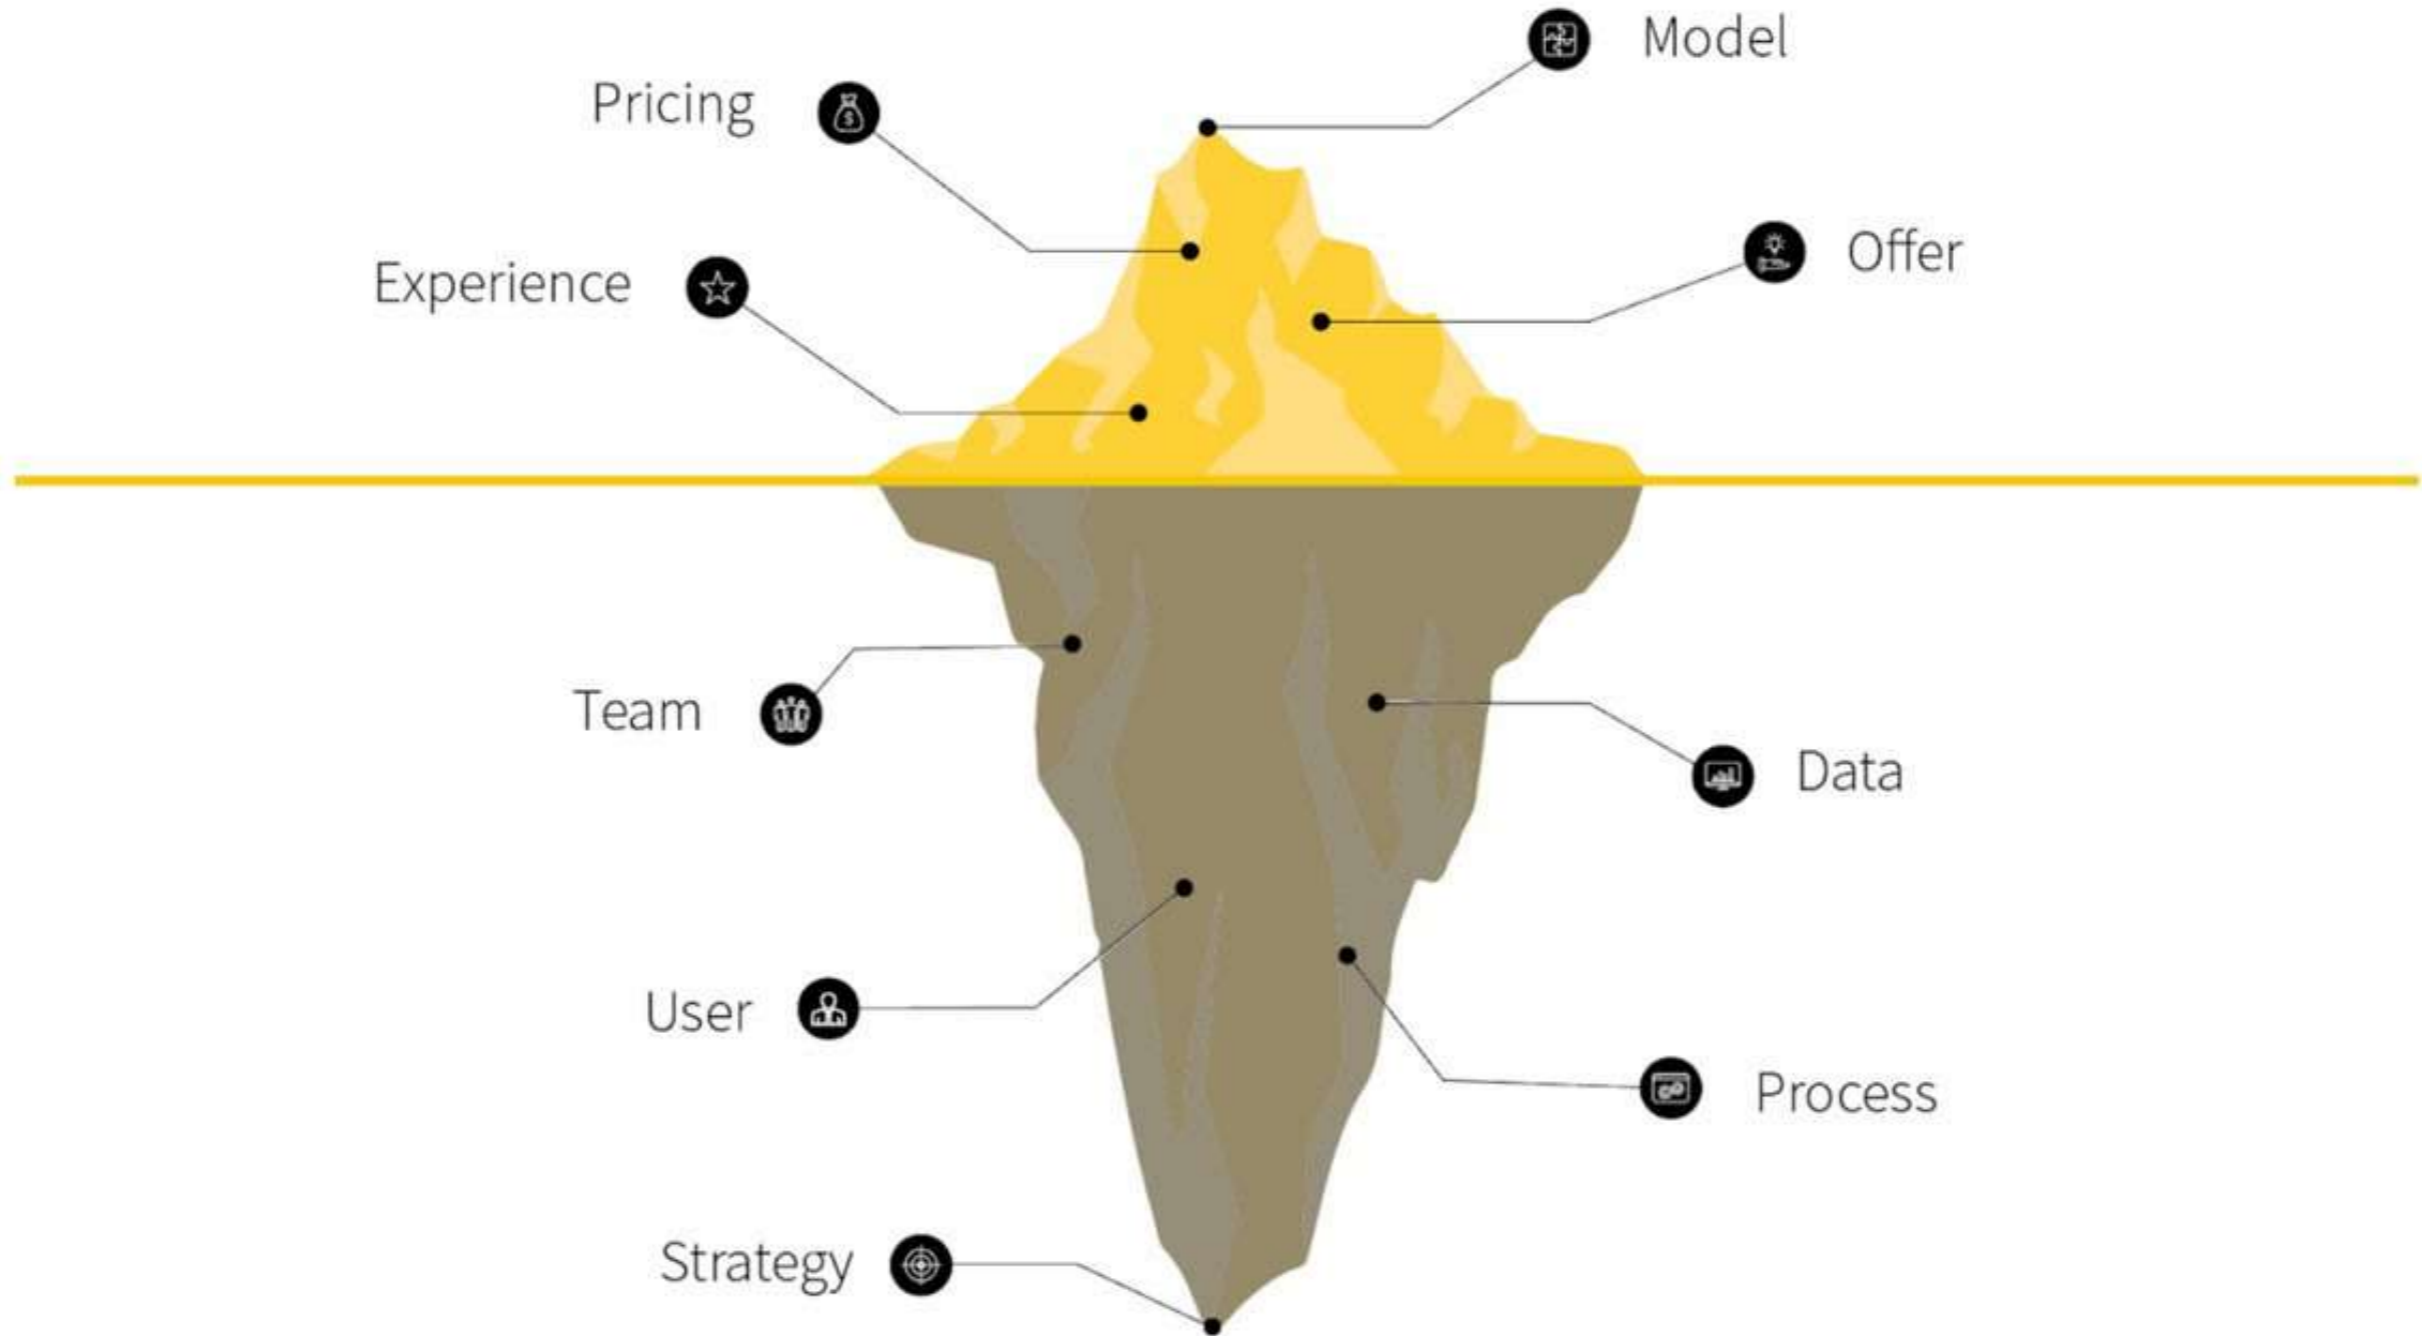 Model
Pricing
Offer
Experience
Team
Data
User
Process
Strategy